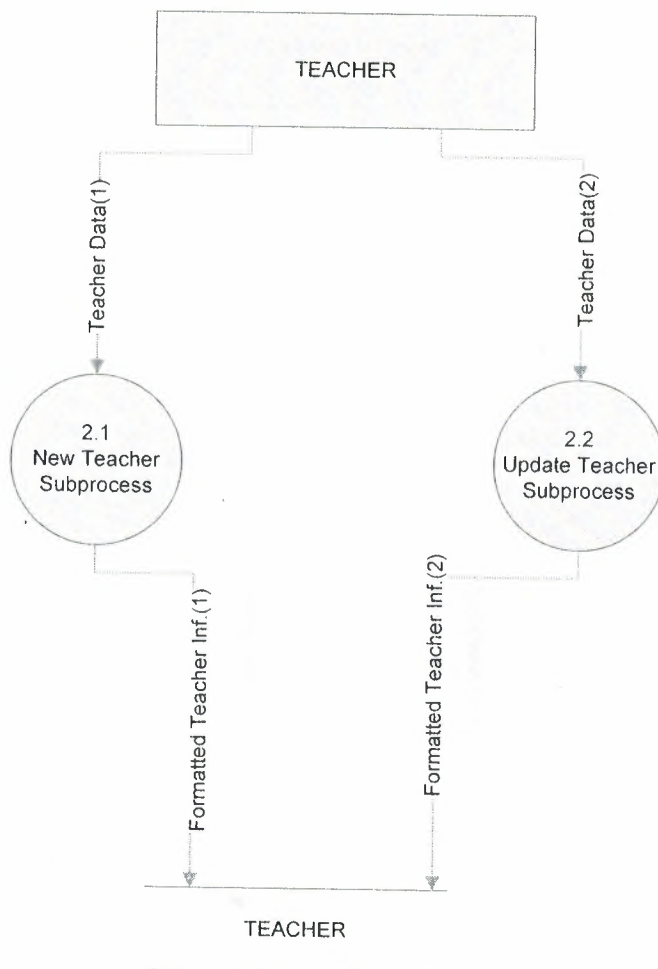 TEACHER
Teacher Data(1)
Teacher Data(2)
2.1
New Teacher
Subprocess
2.2
Update Teacher
Subprocess
Formatted Teacher Inf.(1)
Formatted Teacher Inf.(2)
TEACHER